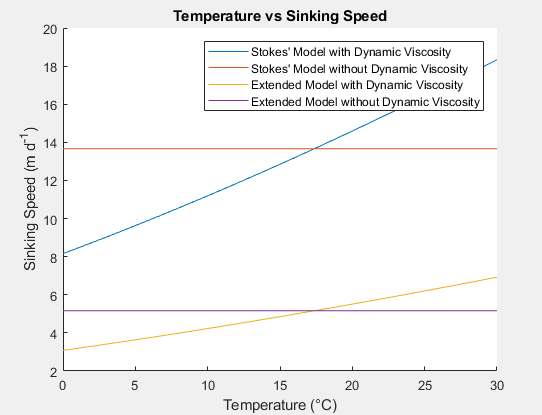 Temperature vs Sinking Speed
20
18
16
14
12
10
8
6
4
2
Sinking Speed (m d-1)
Stokes' Model with Dynamic Viscosity
Stokes' Model without Dynamic Viscosity
Extended Model with Dynamic Viscosity
Extended Model without Dynamic Viscosity
0 5 10 15 20 25 30
Temperature (°C)